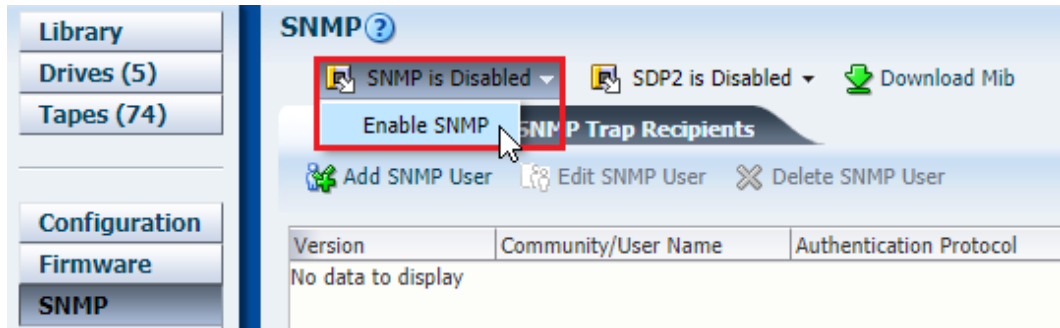 Library
Drives (5)
Tapes (74)
Configuration
Firmware
SNMP
SNMP ?
SNMP is Disabled SDP2 is Disabled Download Mib
Enable SNMP
SNMP Trap Recipients
Add SNMP User Edit SNMP User Delete SNMP User
Version Community/User Name Authentication Protocol
No data to display